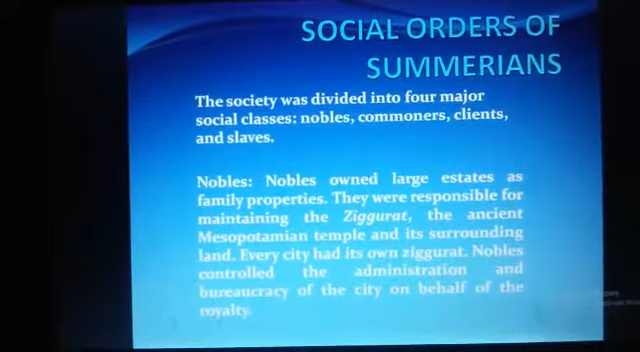 SOCIAL ORDERS OF
SUMMERIANS
The society was divided into four major
social classes: nobles, commoners, clients,
and slaves.
Nobles: Nobles owned large estates as
family properties. They were responsible for
maintaining the Ziggurat, the ancient
Mesopotamian temple and its surrounding
land. Every city had its own ziggurat. Nobles
controlled the administration and
bureaucracy of the city on behalf of the
royalty.